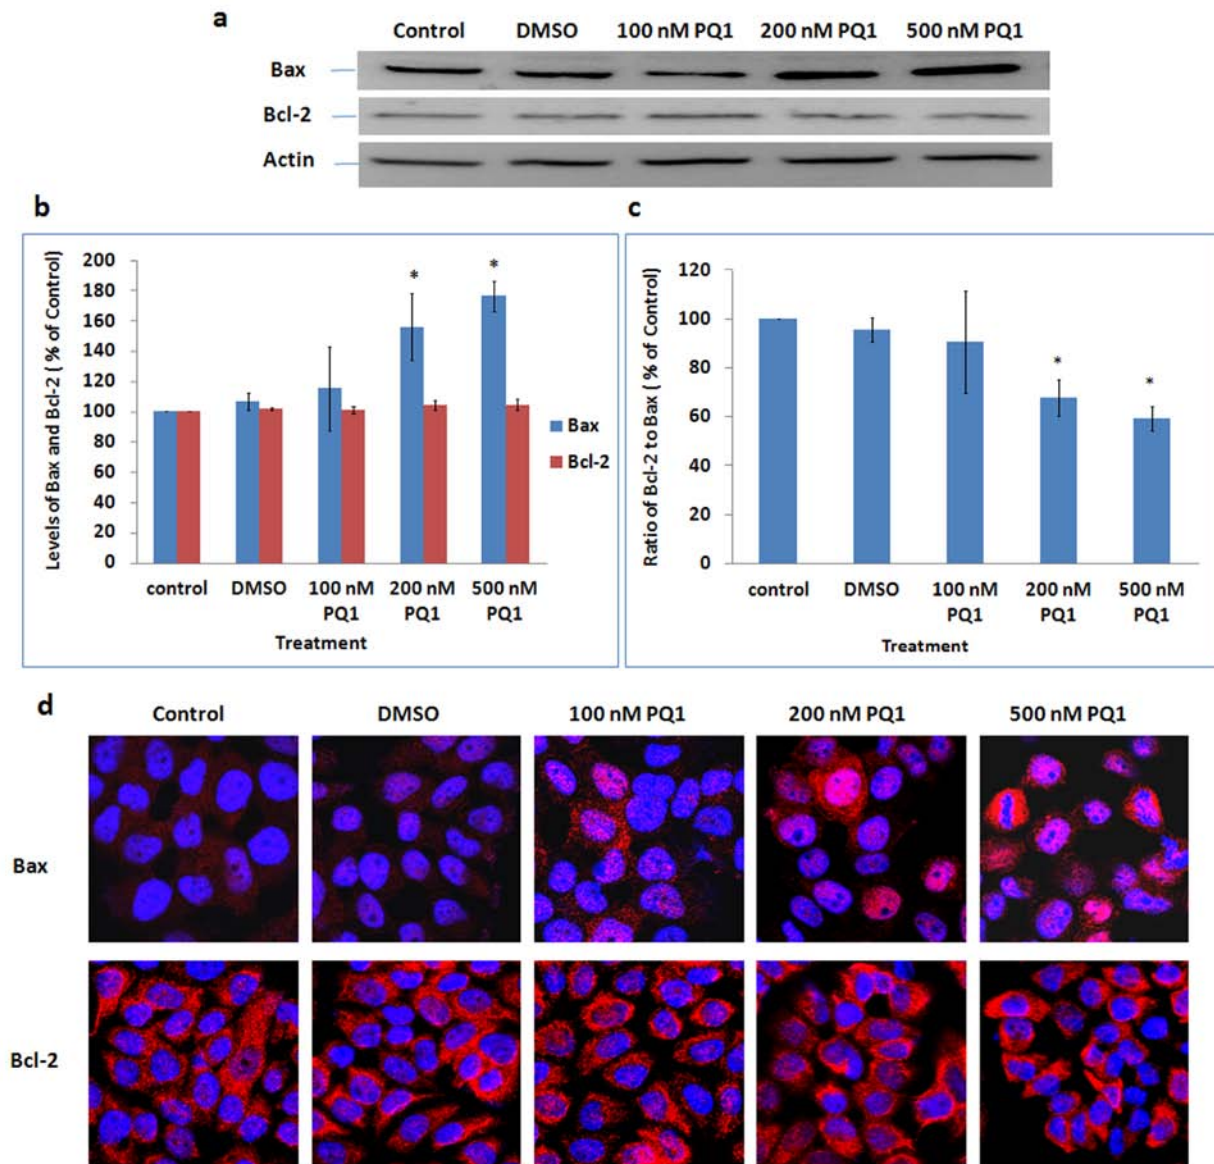 a
Control DMSO 100 nM PQ1 200 nM PQ1 500 nM PQ1
Bax
Bcl-2
Actin
b
Levels of Bax and Bcl-2 ( % of Control)
200
180
160
140
120
100
80
60
40
20
0
* *
Bax
Bcl-2
control DMSO 100 nM 200 nM 500 nM
PQ1 PQ1 PQ1
Treatment
c
Ratio of Bcl-2 to Bax ( % of Control)
120
100
80
60
40
20
0
* *
control DMSO 100 nM 200 nM 500 nM
PQ1 PQ1 PQ1
Treatment
d
Control DMSO 100 nM PQ1 200 nM PQ1 500 nM PQ1
Bax
Bcl-2